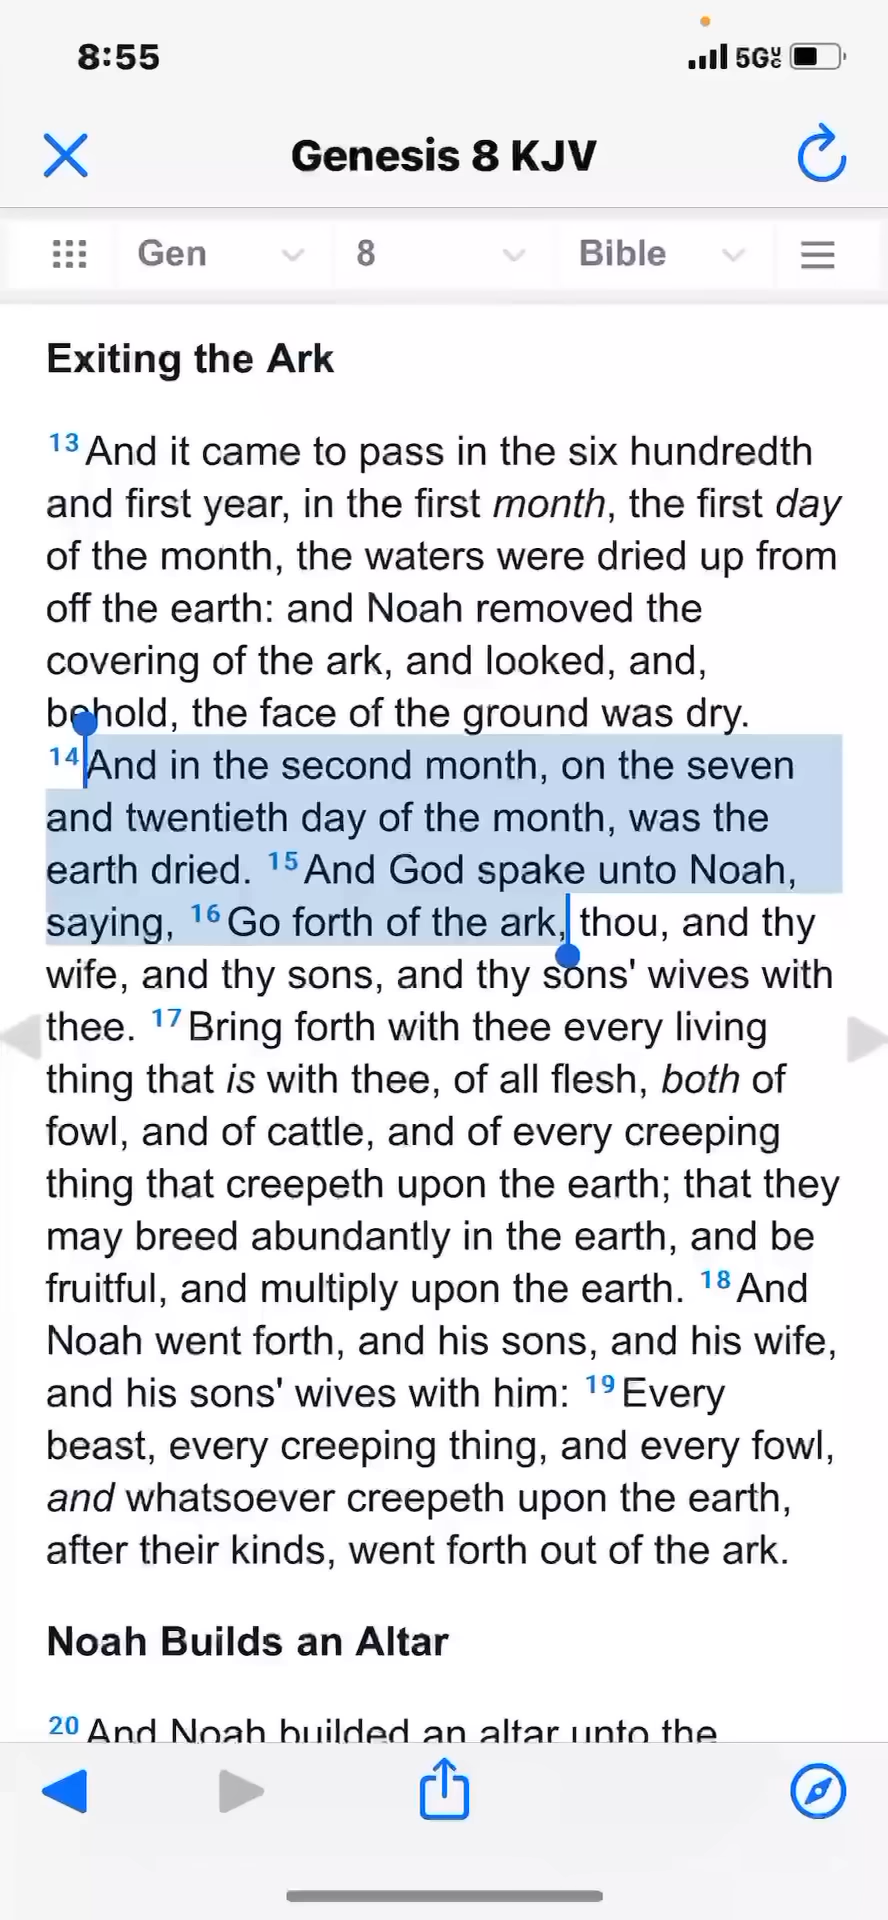 8:55
5G UC
Genesis 8 KJV
Gen
8
Bible
Exiting the Ark
13 And it came to pass in the six hundredth
and first year, in the first month, the first day
of the month, the waters were dried up from
off the earth: and Noah removed the
covering of the ark, and looked, and,
behold, the face of the ground was dry.
14 And in the second month, on the seven
and twentieth day of the month, was the
earth dried. 15 And God spake unto Noah,
saying, 16 Go forth of the ark, thou, and thy
wife, and thy sons, and thy sons' wives with
thee. 17 Bring forth with thee every living
thing that is with thee, of all flesh, both of
fowl, and of cattle, and of every creeping
thing that creepeth upon the earth; that they
may breed abundantly in the earth, and be
fruitful, and multiply upon the earth. 18 And
Noah went forth, and his sons, and his wife,
and his sons' wives with him: 19 Every
beast, every creeping thing, and every fowl,
and whatsoever creepeth upon the earth,
after their kinds, went forth out of the ark.
Noah Builds an Altar
20 And Noah builded an altar unto the